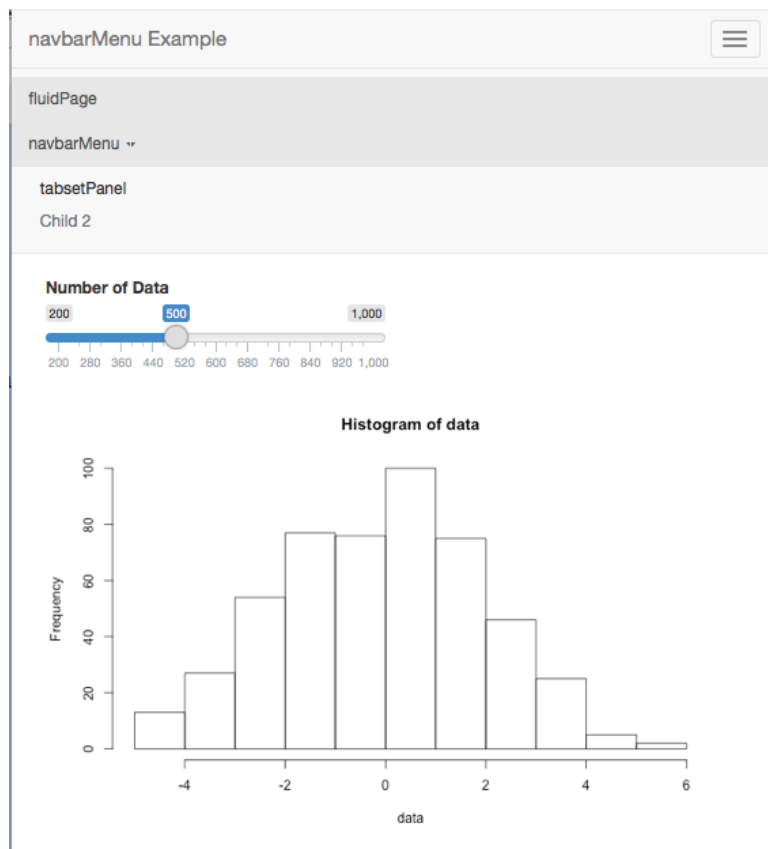 navbarMenu Example
fluidPage
navbarMenu
tabsetPanel
Child 2
Number of Data
200 500 1,000
200 280 360 440 520 600 680 760 840 920 1,000
Histogram of data
100
80
60
40
20
0
Frequency
-4 -2 0 2 4 6
data